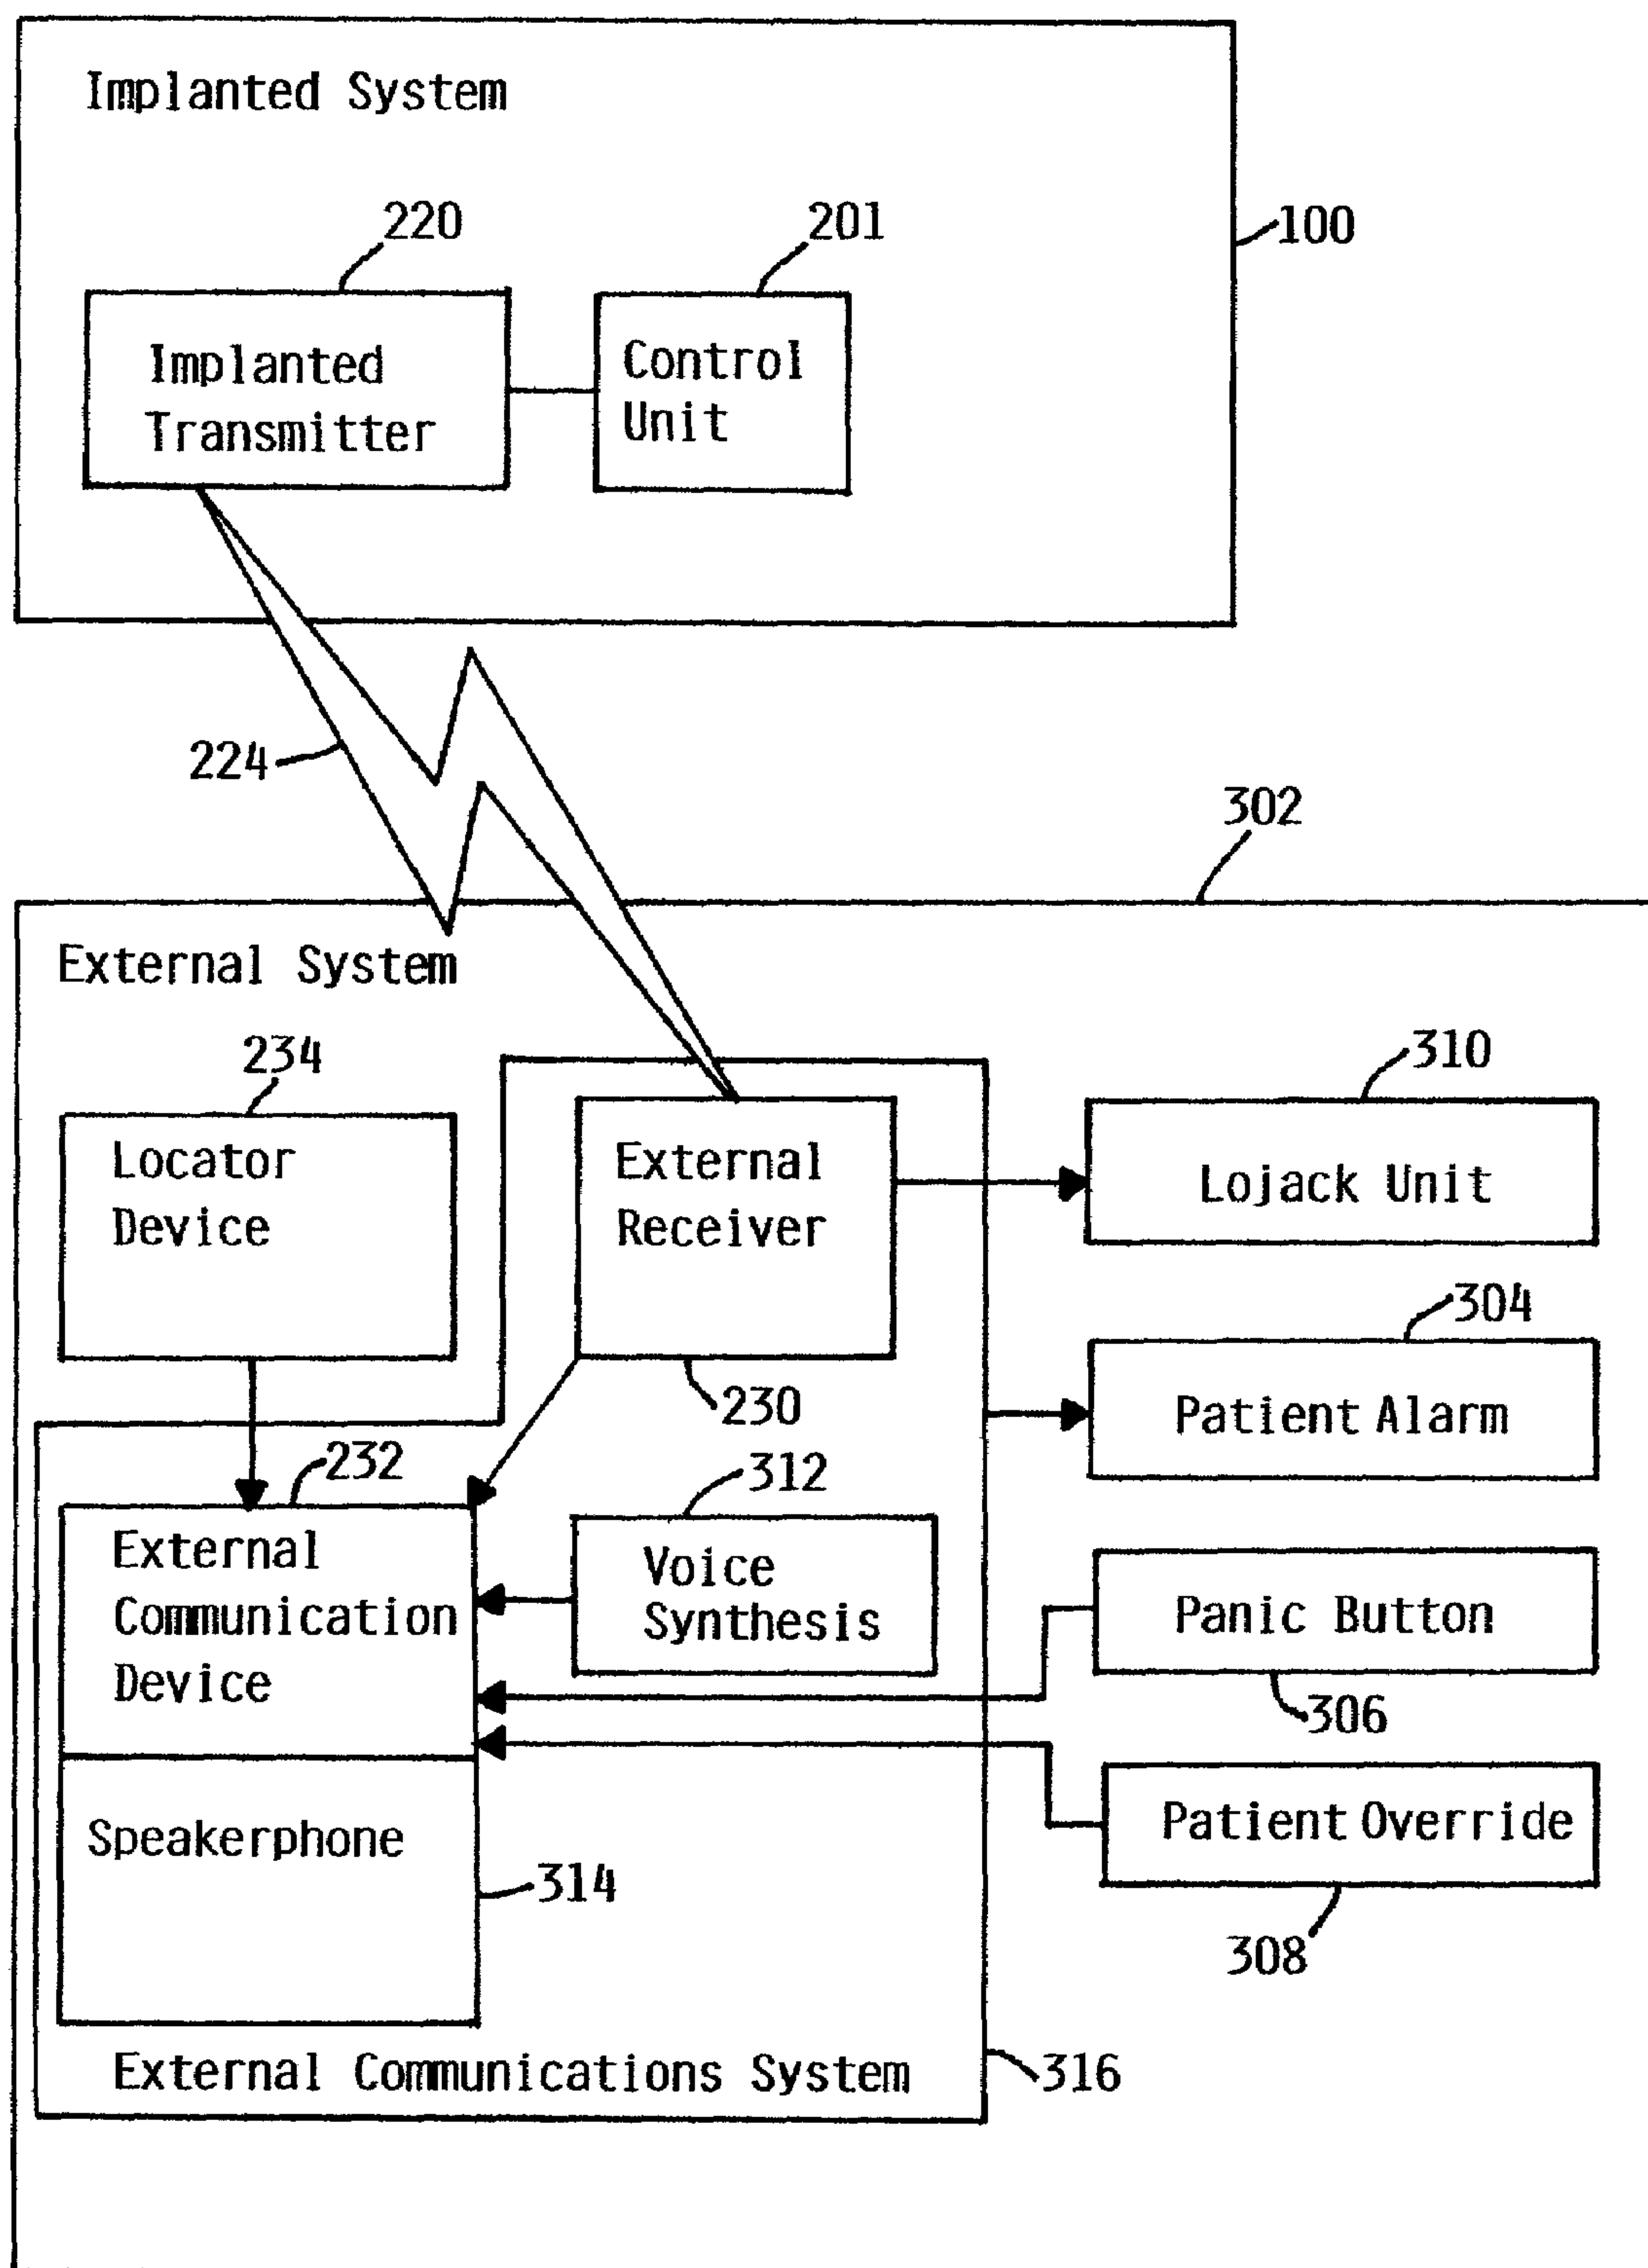 Implanted System
220
201
100
Implanted
Transmitter
Control
Unit
224
302
External System
234
310
Locator
Device
External
Receiver
Lojack Unit
304
230
Patient Alarm
232
312
External
Communication
Device
Voice
Synthesis
Panic Button
306
Speakerphone
Patient Override
314
308
External Communications System
316